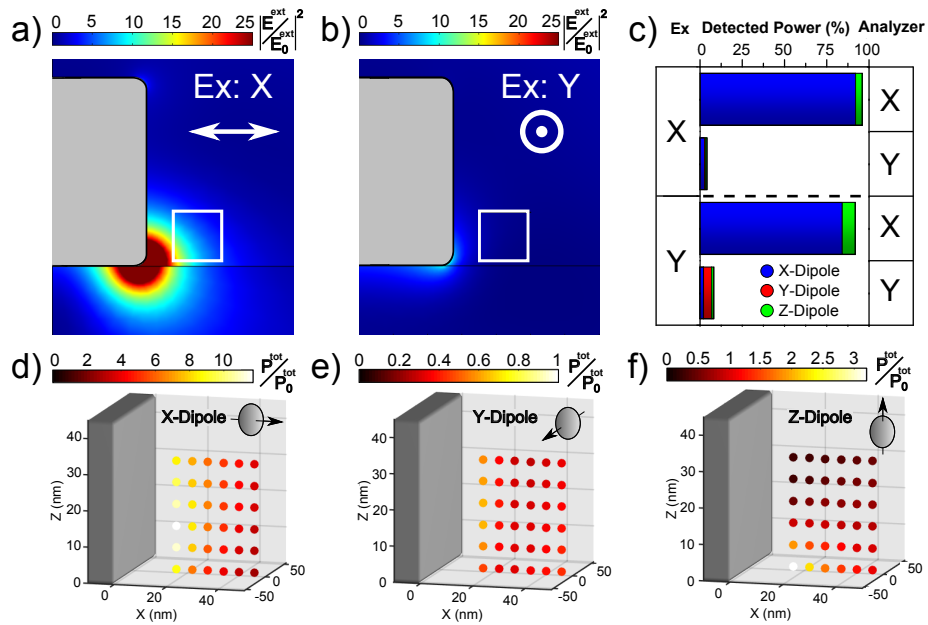 a) 0 5 10 15 20 25 |E^ext/E_0^ext|^2
Ex: X
b) 0 5 10 15 20 25 |E^ext/E_0^ext|^2
Ex: Y
c) Ex Detected Power (%) Analyzer
0 25 50 75 100
X X
Y
Y X
Y
X-Dipole
Y-Dipole
Z-Dipole
d) 0 2 4 6 8 10 P^tot/P_0^tot
X-Dipole
Z (nm)
40
30
20
10
0
0 20 40
X (nm)
-50 0 50
e) 0 0.2 0.4 0.6 0.8 1 P^tot/P_0^tot
Y-Dipole
Z (nm)
40
30
20
10
0
0 20 40
X (nm)
-50 0 50
f) 0 0.5 1 1.5 2 2.5 3 P^tot/P_0^tot
Z-Dipole
Z (nm)
40
30
20
10
0
0 20 40
X (nm)
-50 0 50